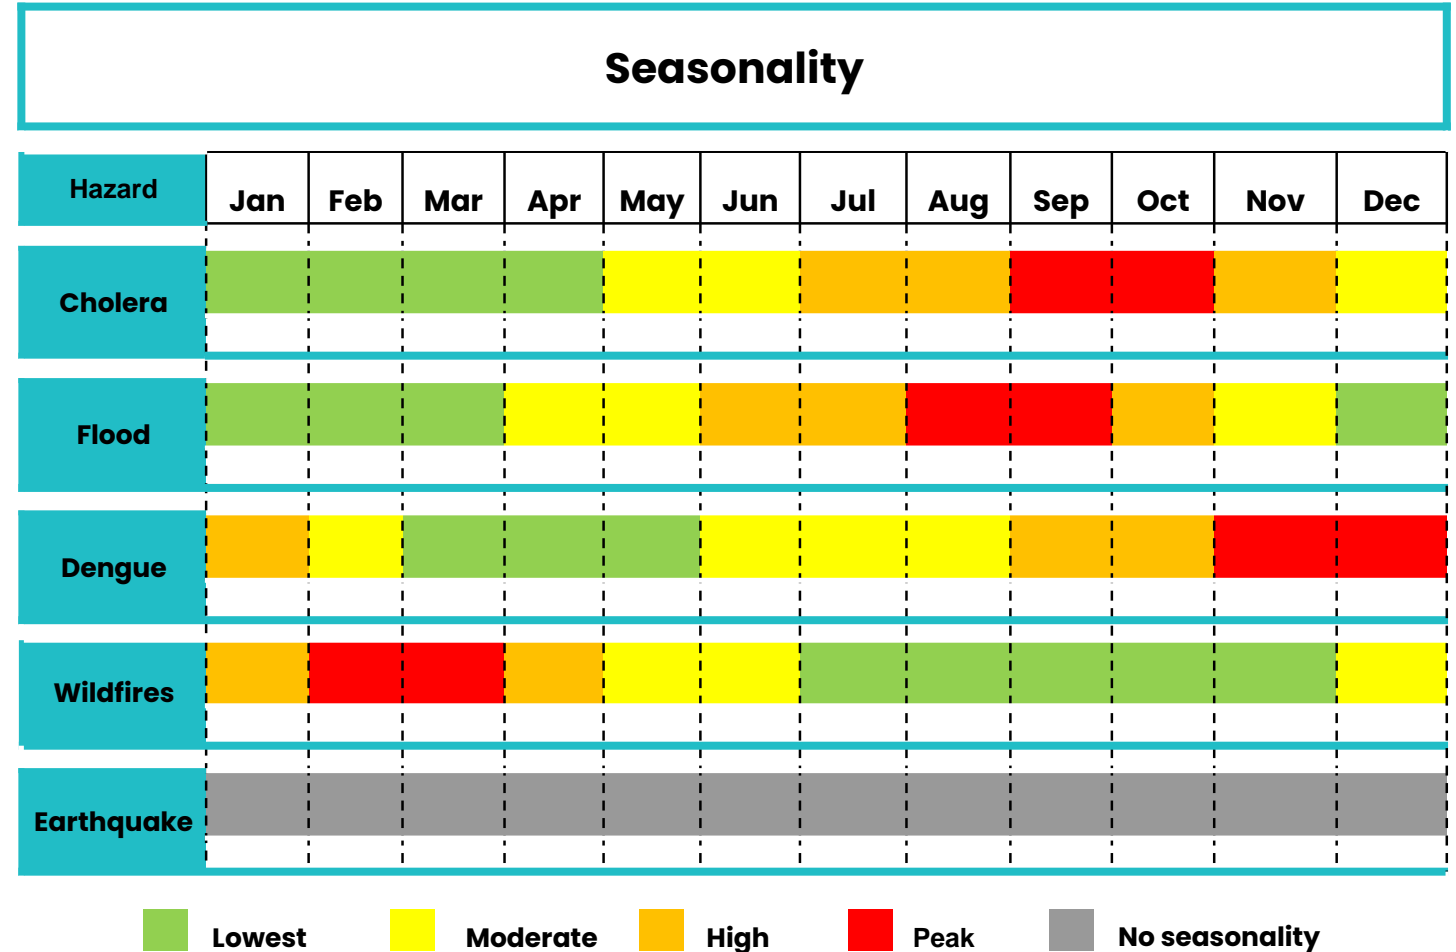 Seasonality
Hazard Jan Feb Mar Apr May Jun Jul Aug Sep Oct Nov Dec
Cholera
Flood
Dengue
Wildfires
Earthquake
Lowest Moderate High Peak No seasonality